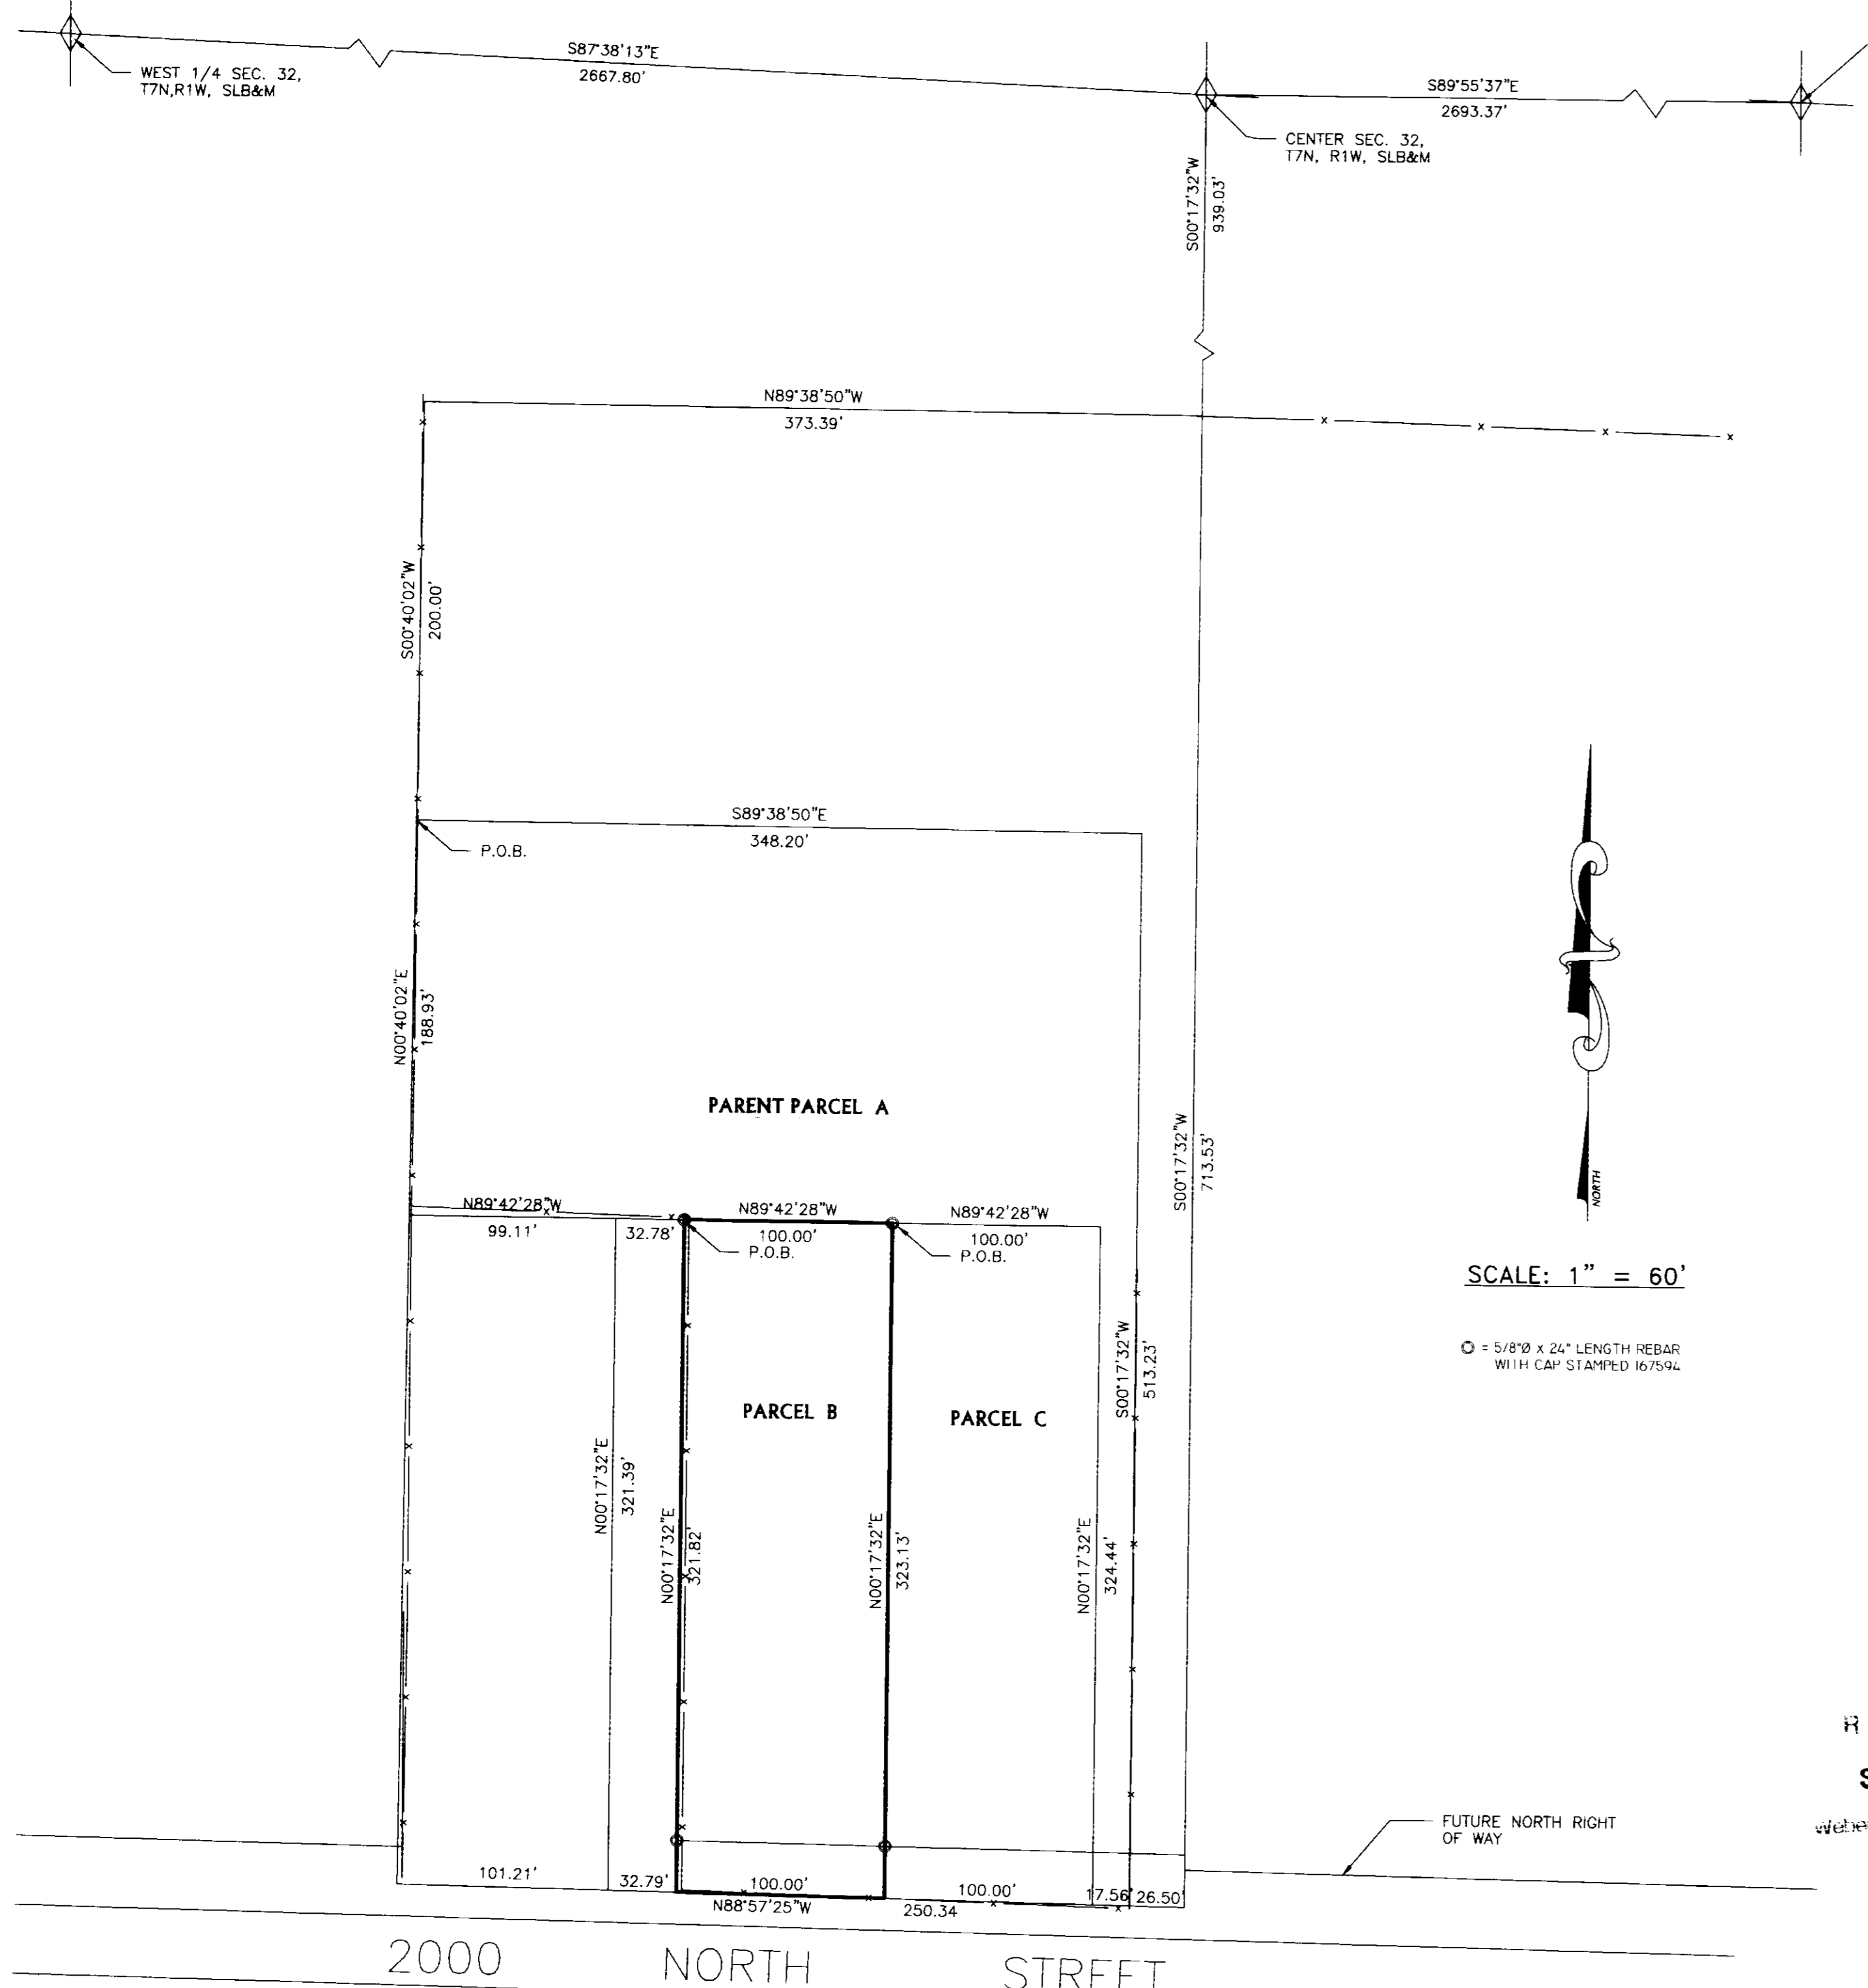 S87°38'13"E
2667.80'
WEST 1/4 SEC. 32,
T7N,R1W, SLB&M
S89°55'37"E
2693.37'
CENTER SEC. 32,
T7N, R1W, SLB&M
S00°17'32"W
939.03'
N89°38'50"W
373.39'
S00°40'02"W
200.00'
S89°38'50"E
348.20'
P.O.B.
N00°40'02"E
188.93'
PARENT PARCEL A
S00°17'32"W
713.53'
NORTH
N89°42'28"W
99.11'
32.78'
N89°42'28"W
100.00'
P.O.B.
N89°42'28"W
100.00'
P.O.B.
SCALE: 1" = 60'
= 5/8"Ø x 24" LENGTH REBAR
WITH CAP STAMPED 167594
S00°17'32"W
513.23'
PARCEL B
PARCEL C
N00°17'32"E
321.39'
N00°17'32"E
321.82'
N00°17'32"E
323.13'
N00°17'32"E
324.44'
FUTURE NORTH RIGHT
OF WAY
R
S
Webe
101.21'
32.79'
100.00'
100.00'
17.56'
26.50'
N88°57'25"W
250.34
2000 NORTH STREET